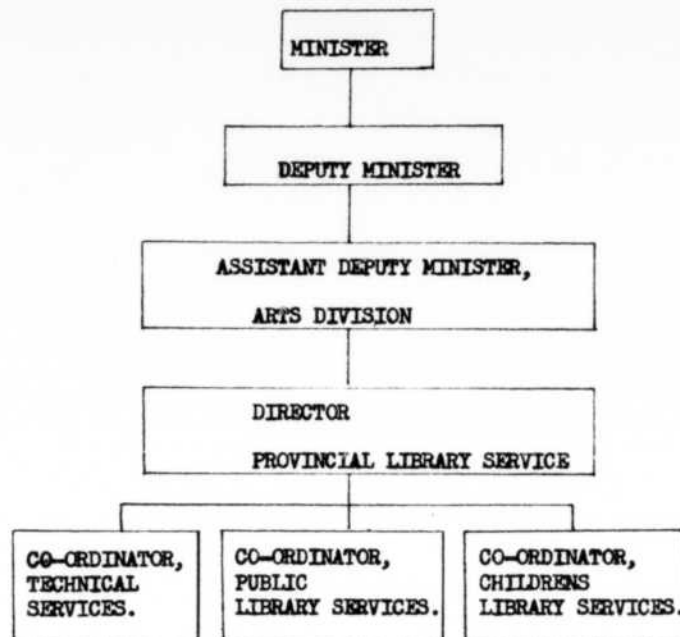 MINISTER
DEPUTY MINISTER
ASSISTANT DEPUTY MINISTER,
ARTS DIVISION
DIRECTOR
PROVINCIAL LIBRARY SERVICE
CO-ORDINATOR,
TECHNICAL
SERVICES.
CO-ORDINATOR,
PUBLIC
LIBRARY SERVICES.
CO-ORDINATOR,
CHILDRENS
LIBRARY SERVICES.